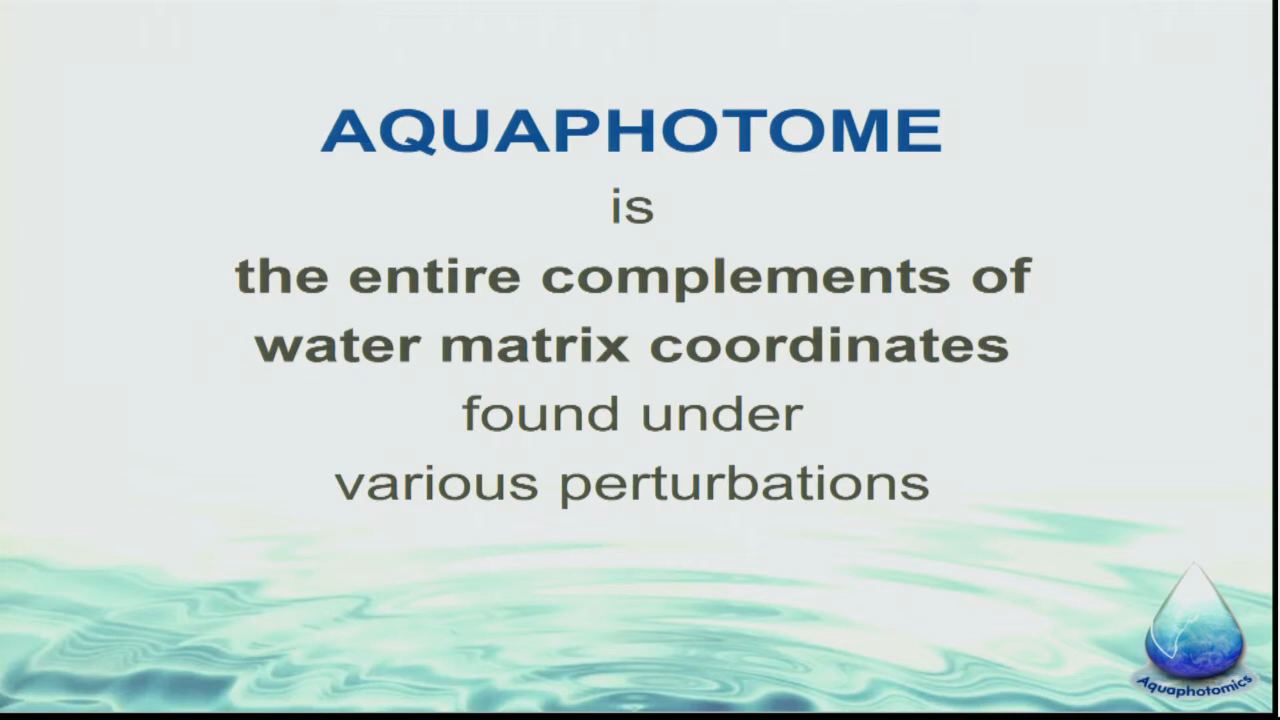 AQUAPHOTOME
is
the entire complements of
water matrix coordinates
found under
various perturbations
Aquaphotomics